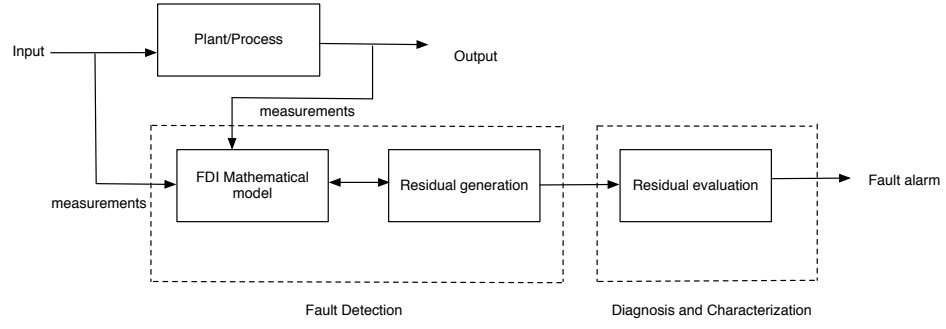 Plant/Process
Input
Output
measurements
FDI Mathematical
model
Residual generation
Residual evaluation
Fault alarm
measurements
Fault Detection
Diagnosis and Characterization